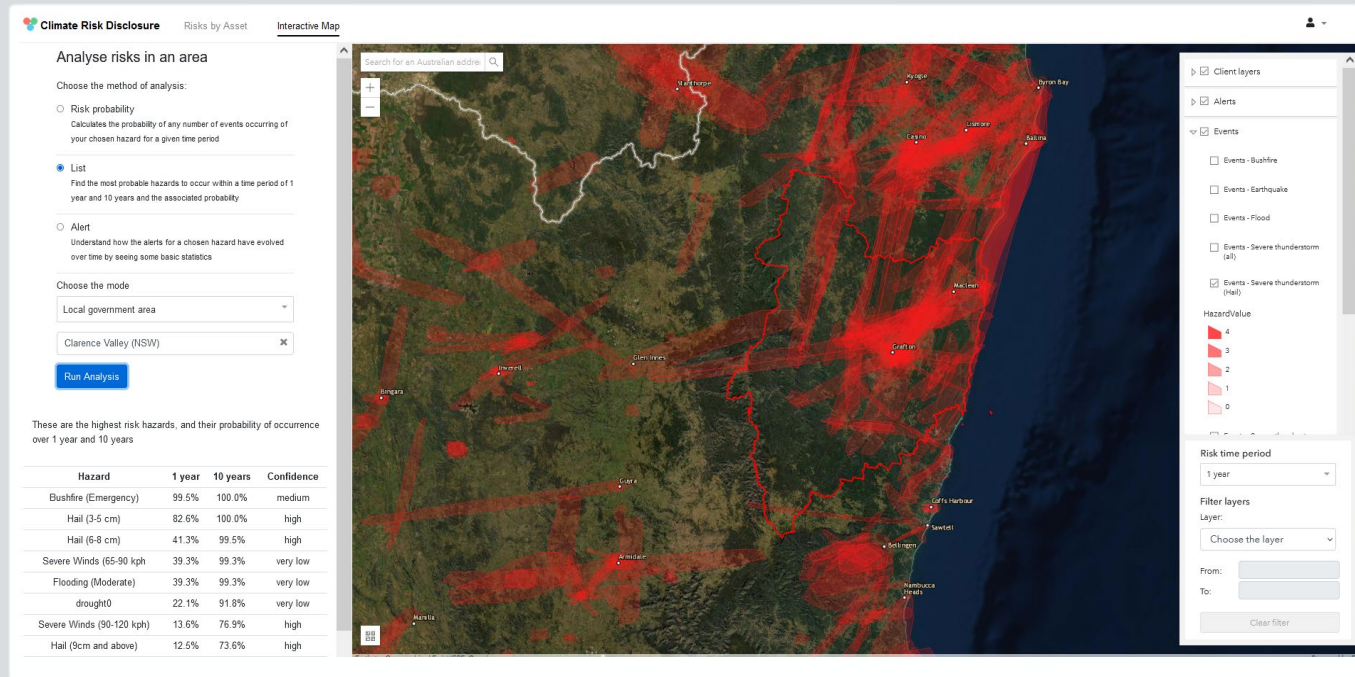 Climate Risk Disclosure
Risks by Asset
Interactive Map
Analyse risks in an area
Choose the method of analysis:
Risk probability
Calculates the probability of any number of events occurring of
your chosen hazard for a given time period
List
Find the most probable hazards to occur within a time period of 1
year and 10 years and the associated probability
Alert
Understand how the alerts for a chosen hazard have evolved
over time by seeing some basic statistics
Choose the mode
Local government area
Clarence Valley (NSW)
Run Analysis
These are the highest risk hazards, and their probability of occurrence
over 1 year and 10 years
Hazard 1 year 10 years Confidence
Bushfire (Emergency) 99.5% 100.0% medium
Hail (3-5 cm) 82.6% 100.0% high
Hail (6-8 cm) 41.3% 99.5% high
Severe Winds (65-90 kph 39.3% 99.3% very low
Flooding (Moderate) 39.3% 99.3% very low
drought0 22.1% 91.8% very low
Severe Winds (90-120 kph) 13.6% 76.9% high
Hail (9cm and above) 12.5% 73.6% high
Search for an Australian addre
+
−
Stanthorpe
Kyogle
Byron Bay
Lismore
Casino
Ballina
Maclean
Grafton
Glen Innes
Inverell
Bingara
Guyra
Coffs Harbour
Sawtell
Bellingen
Armidale
Nambucca
Heads
Manilla
Client layers
Alerts
Events
Events - Bushfire
Events - Earthquake
Events - Flood
Events - Severe thunderstorm
(all)
Events - Severe thunderstorm
(Hail)
HazardValue
4
3
2
1
0
Risk time period
1 year
Filter layers
Layer:
Choose the layer
From:
To:
Clear filter